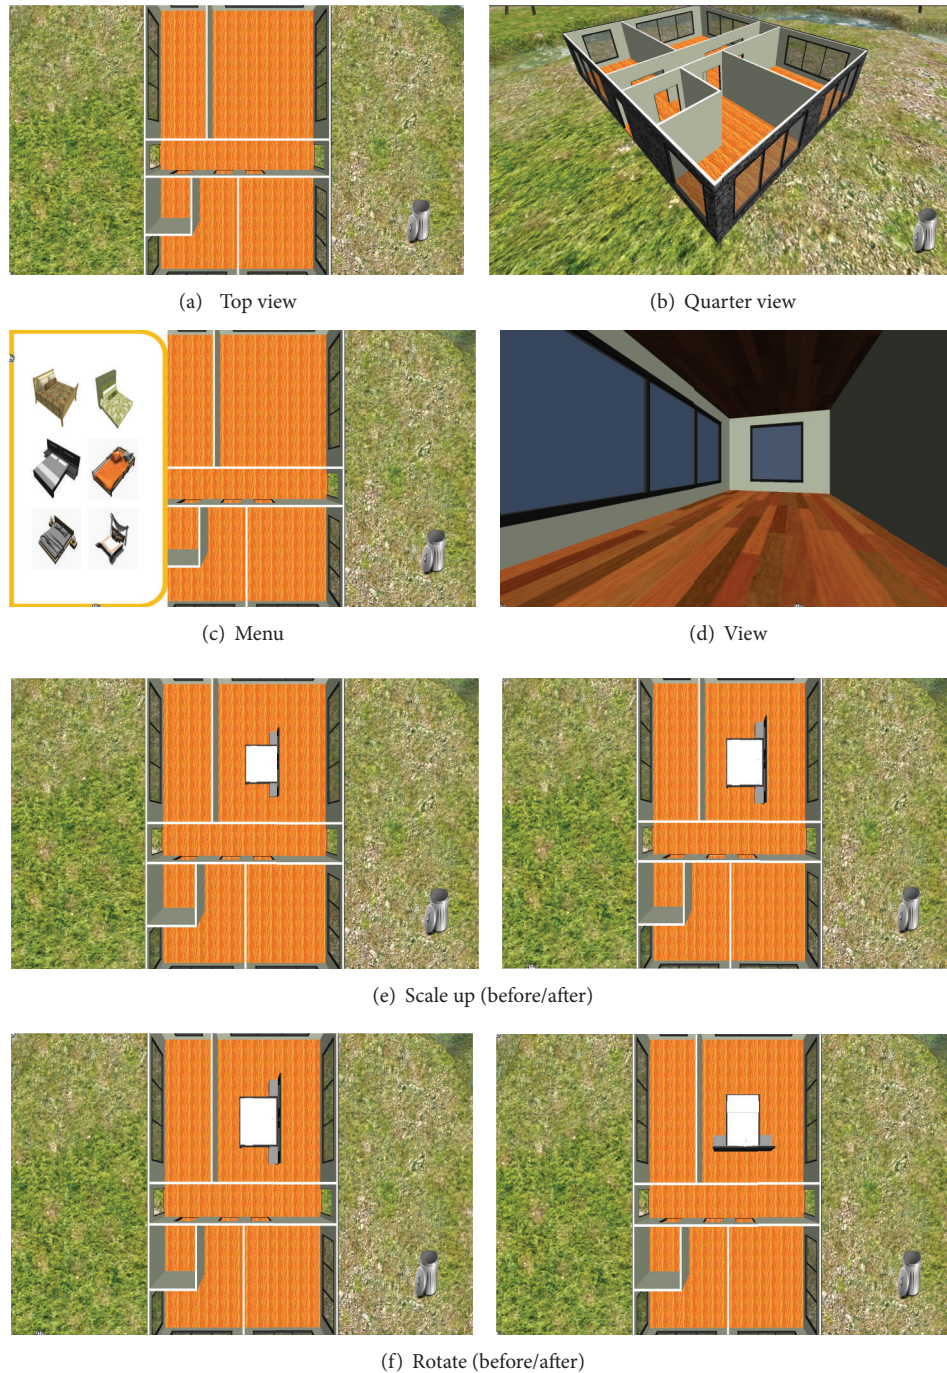 (a) Top view
(b) Quarter view
(c) Menu
(d) View
(e) Scale up (before/after)
(f) Rotate (before/after)